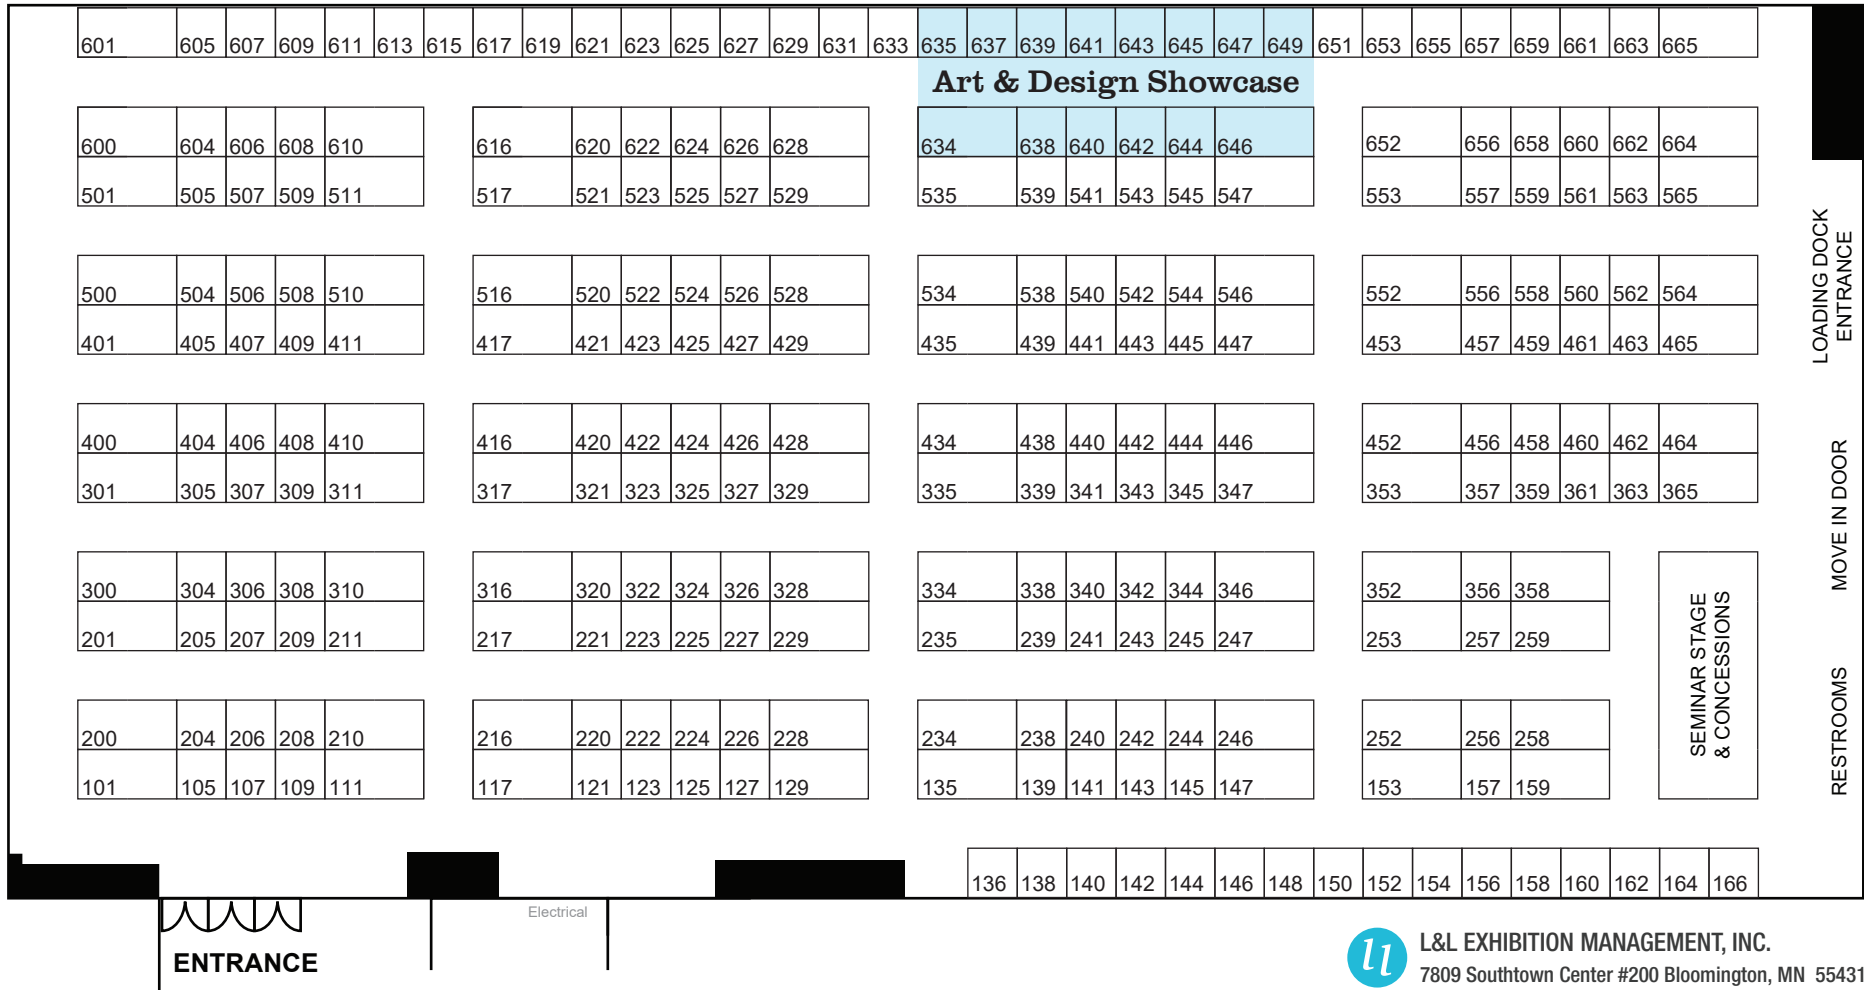 601 605 607 609 611 613 615 617 619 621 623 625 627 629 631 633 635 637 639 641 643 645 647 649 651 653 655 657 659 661 663 665
Art & Design Showcase
600 604 606 608 610 616 620 622 624 626 628 634 638 640 642 644 646 652 656 658 660 662 664
501 505 507 509 511 517 521 523 525 527 529 535 539 541 543 545 547 553 557 559 561 563 565
500 504 506 508 510 516 520 522 524 526 528 534 538 540 542 544 546 552 556 558 560 562 564
401 405 407 409 411 417 421 423 425 427 429 435 439 441 443 445 447 453 457 459 461 463 465
LOADING DOCK
ENTRANCE
400 404 406 408 410 416 420 422 424 426 428 434 438 440 442 444 446 452 456 458 460 462 464
301 305 307 309 311 317 321 323 325 327 329 335 339 341 343 345 347 353 357 359 361 363 365
MOVE IN DOOR
300 304 306 308 310 316 320 322 324 326 328 334 338 340 342 344 346 352 356 358
201 205 207 209 211 217 221 223 225 227 229 235 239 241 243 245 247 253 257 259
SEMINAR STAGE
& CONCESSIONS
RESTROOMS
200 204 206 208 210 216 220 222 224 226 228 234 238 240 242 244 246 252 256 258
101 105 107 109 111 117 121 123 125 127 129 135 139 141 143 145 147 153 157 159
136 138 140 142 144 146 148 150 152 154 156 158 160 162 164 166
Electrical
ENTRANCE
ll
L&L EXHIBITION MANAGEMENT, INC.
7809 Southtown Center #200 Bloomington, MN 55431